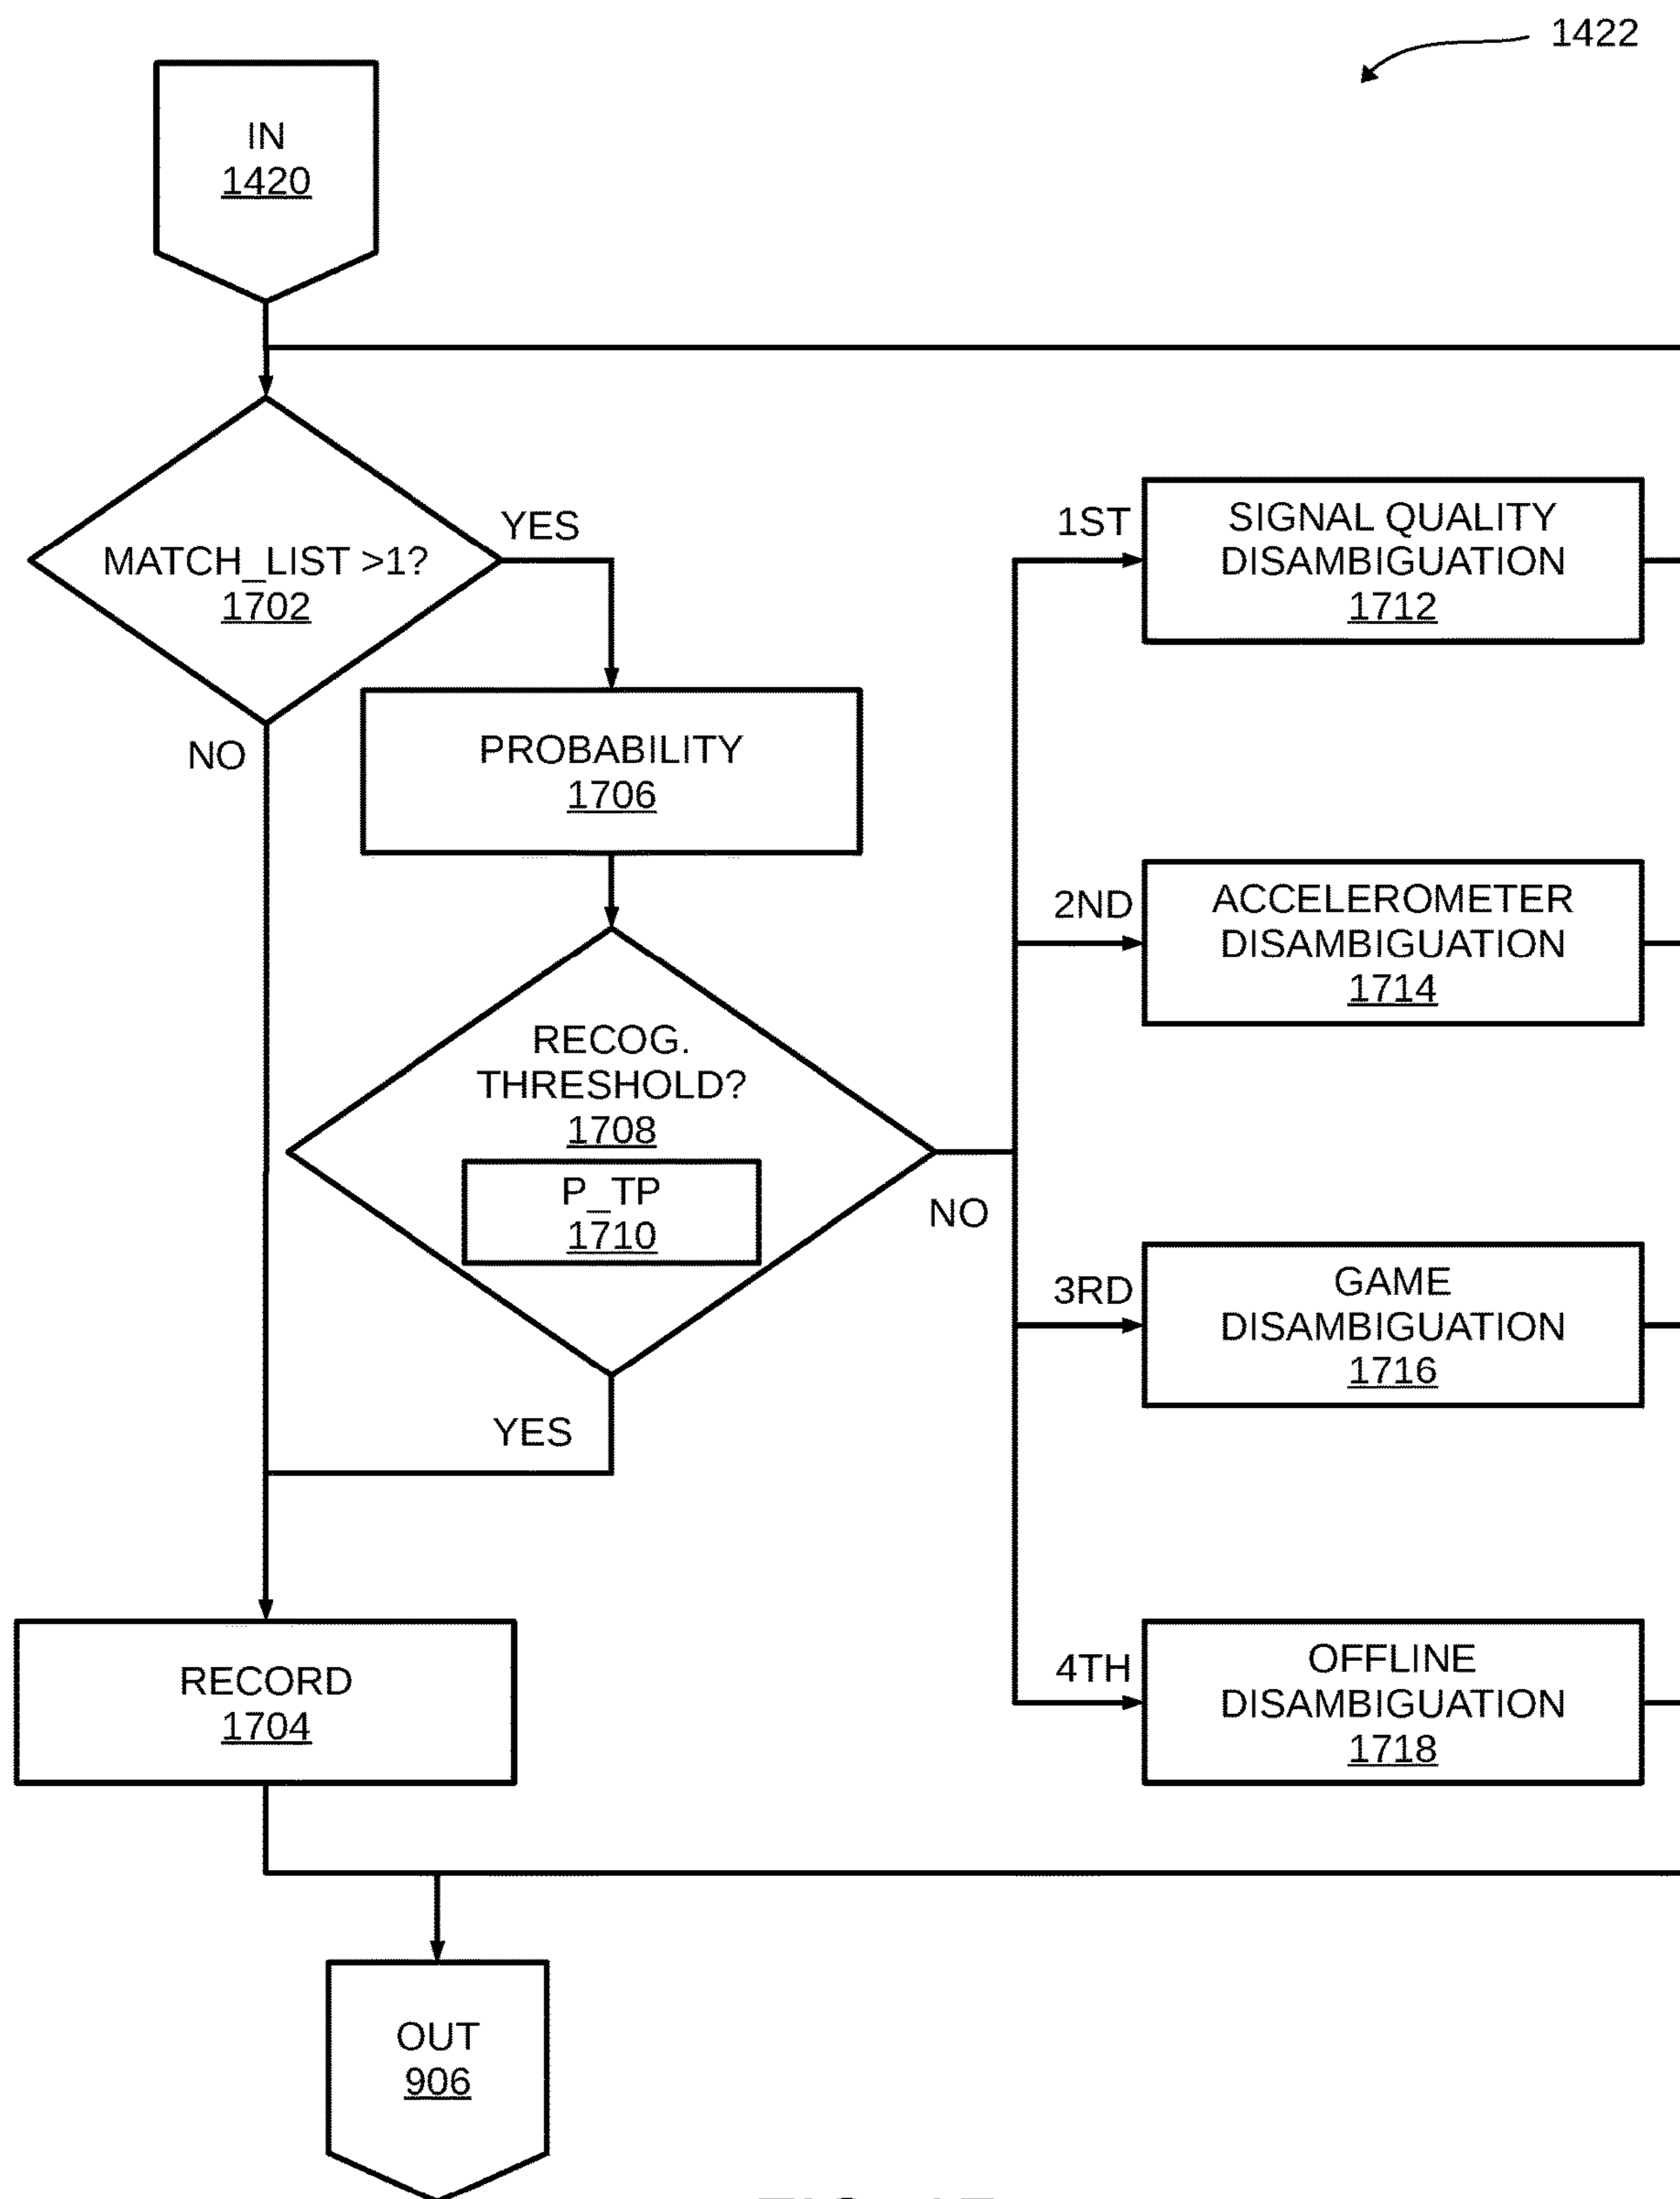 1422
IN
1420
MATCH_LIST >1?
1702
YES
NO
PROBABILITY
1706
RECOG.
THRESHOLD?
1708
P_TP
1710
NO
YES
1ST
SIGNAL QUALITY
DISAMBIGUATION
1712
2ND
ACCELEROMETER
DISAMBIGUATION
1714
3RD
GAME
DISAMBIGUATION
1716
4TH
OFFLINE
DISAMBIGUATION
1718
RECORD
1704
OUT
906